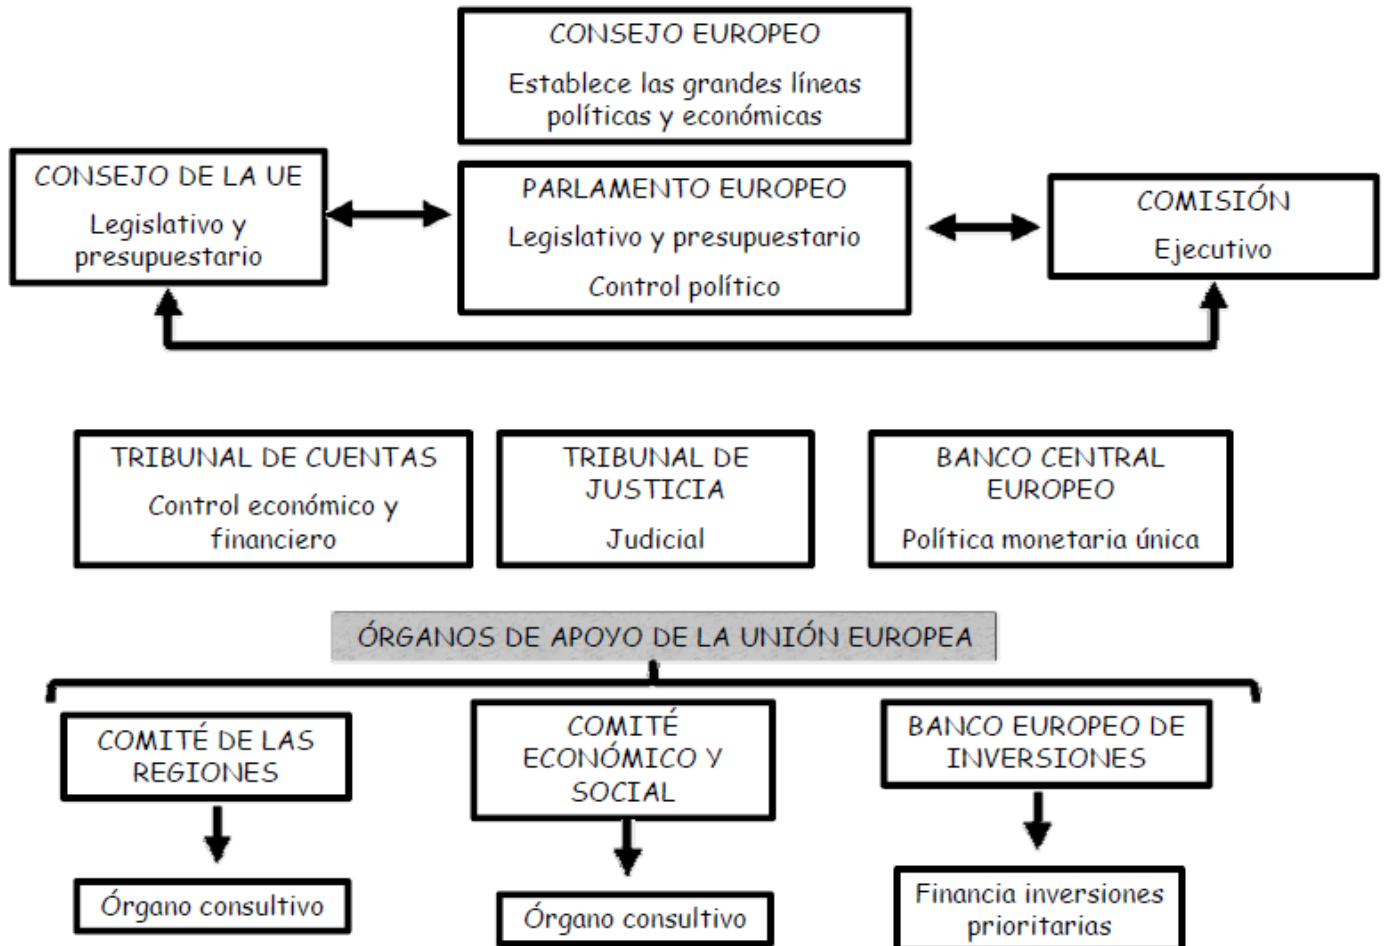 CONSEJO EUROPEO
Establece las grandes líneas
políticas y económicas
CONSEJO DE LA UE
Legislativo y
presupuestario
PARLAMENTO EUROPEO
Legislativo y presupuestario
Control político
COMISIÓN
Ejecutivo
TRIBUNAL DE CUENTAS
Control económico y
financiero
TRIBUNAL DE
JUSTICIA
Judicial
BANCO CENTRAL
EUROPEO
Política monetaria única
ÓRGANOS DE APOYO DE LA UNIÓN EUROPEA
COMITÉ DE LAS
REGIONES
COMITÉ
ECONÓMICO Y
SOCIAL
BANCO EUROPEO DE
INVERSIONES
Órgano consultivo
Órgano consultivo
Financia inversiones
prioritarias